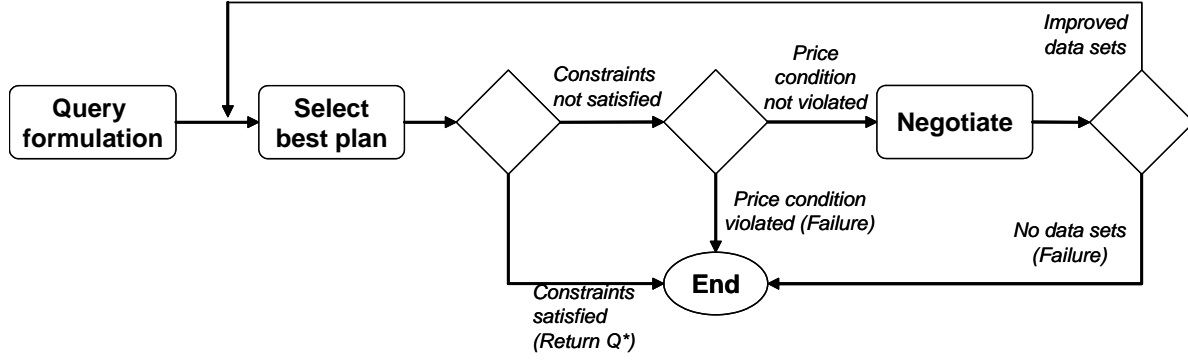 Improved
data sets
Constraints
not satisfied
Price
condition
not violated
Query
formulation
Select
best plan
Negotiate
Price condition
violated (Failure)
No data sets
(Failure)
End
Constraints
satisfied
(Return Q*)